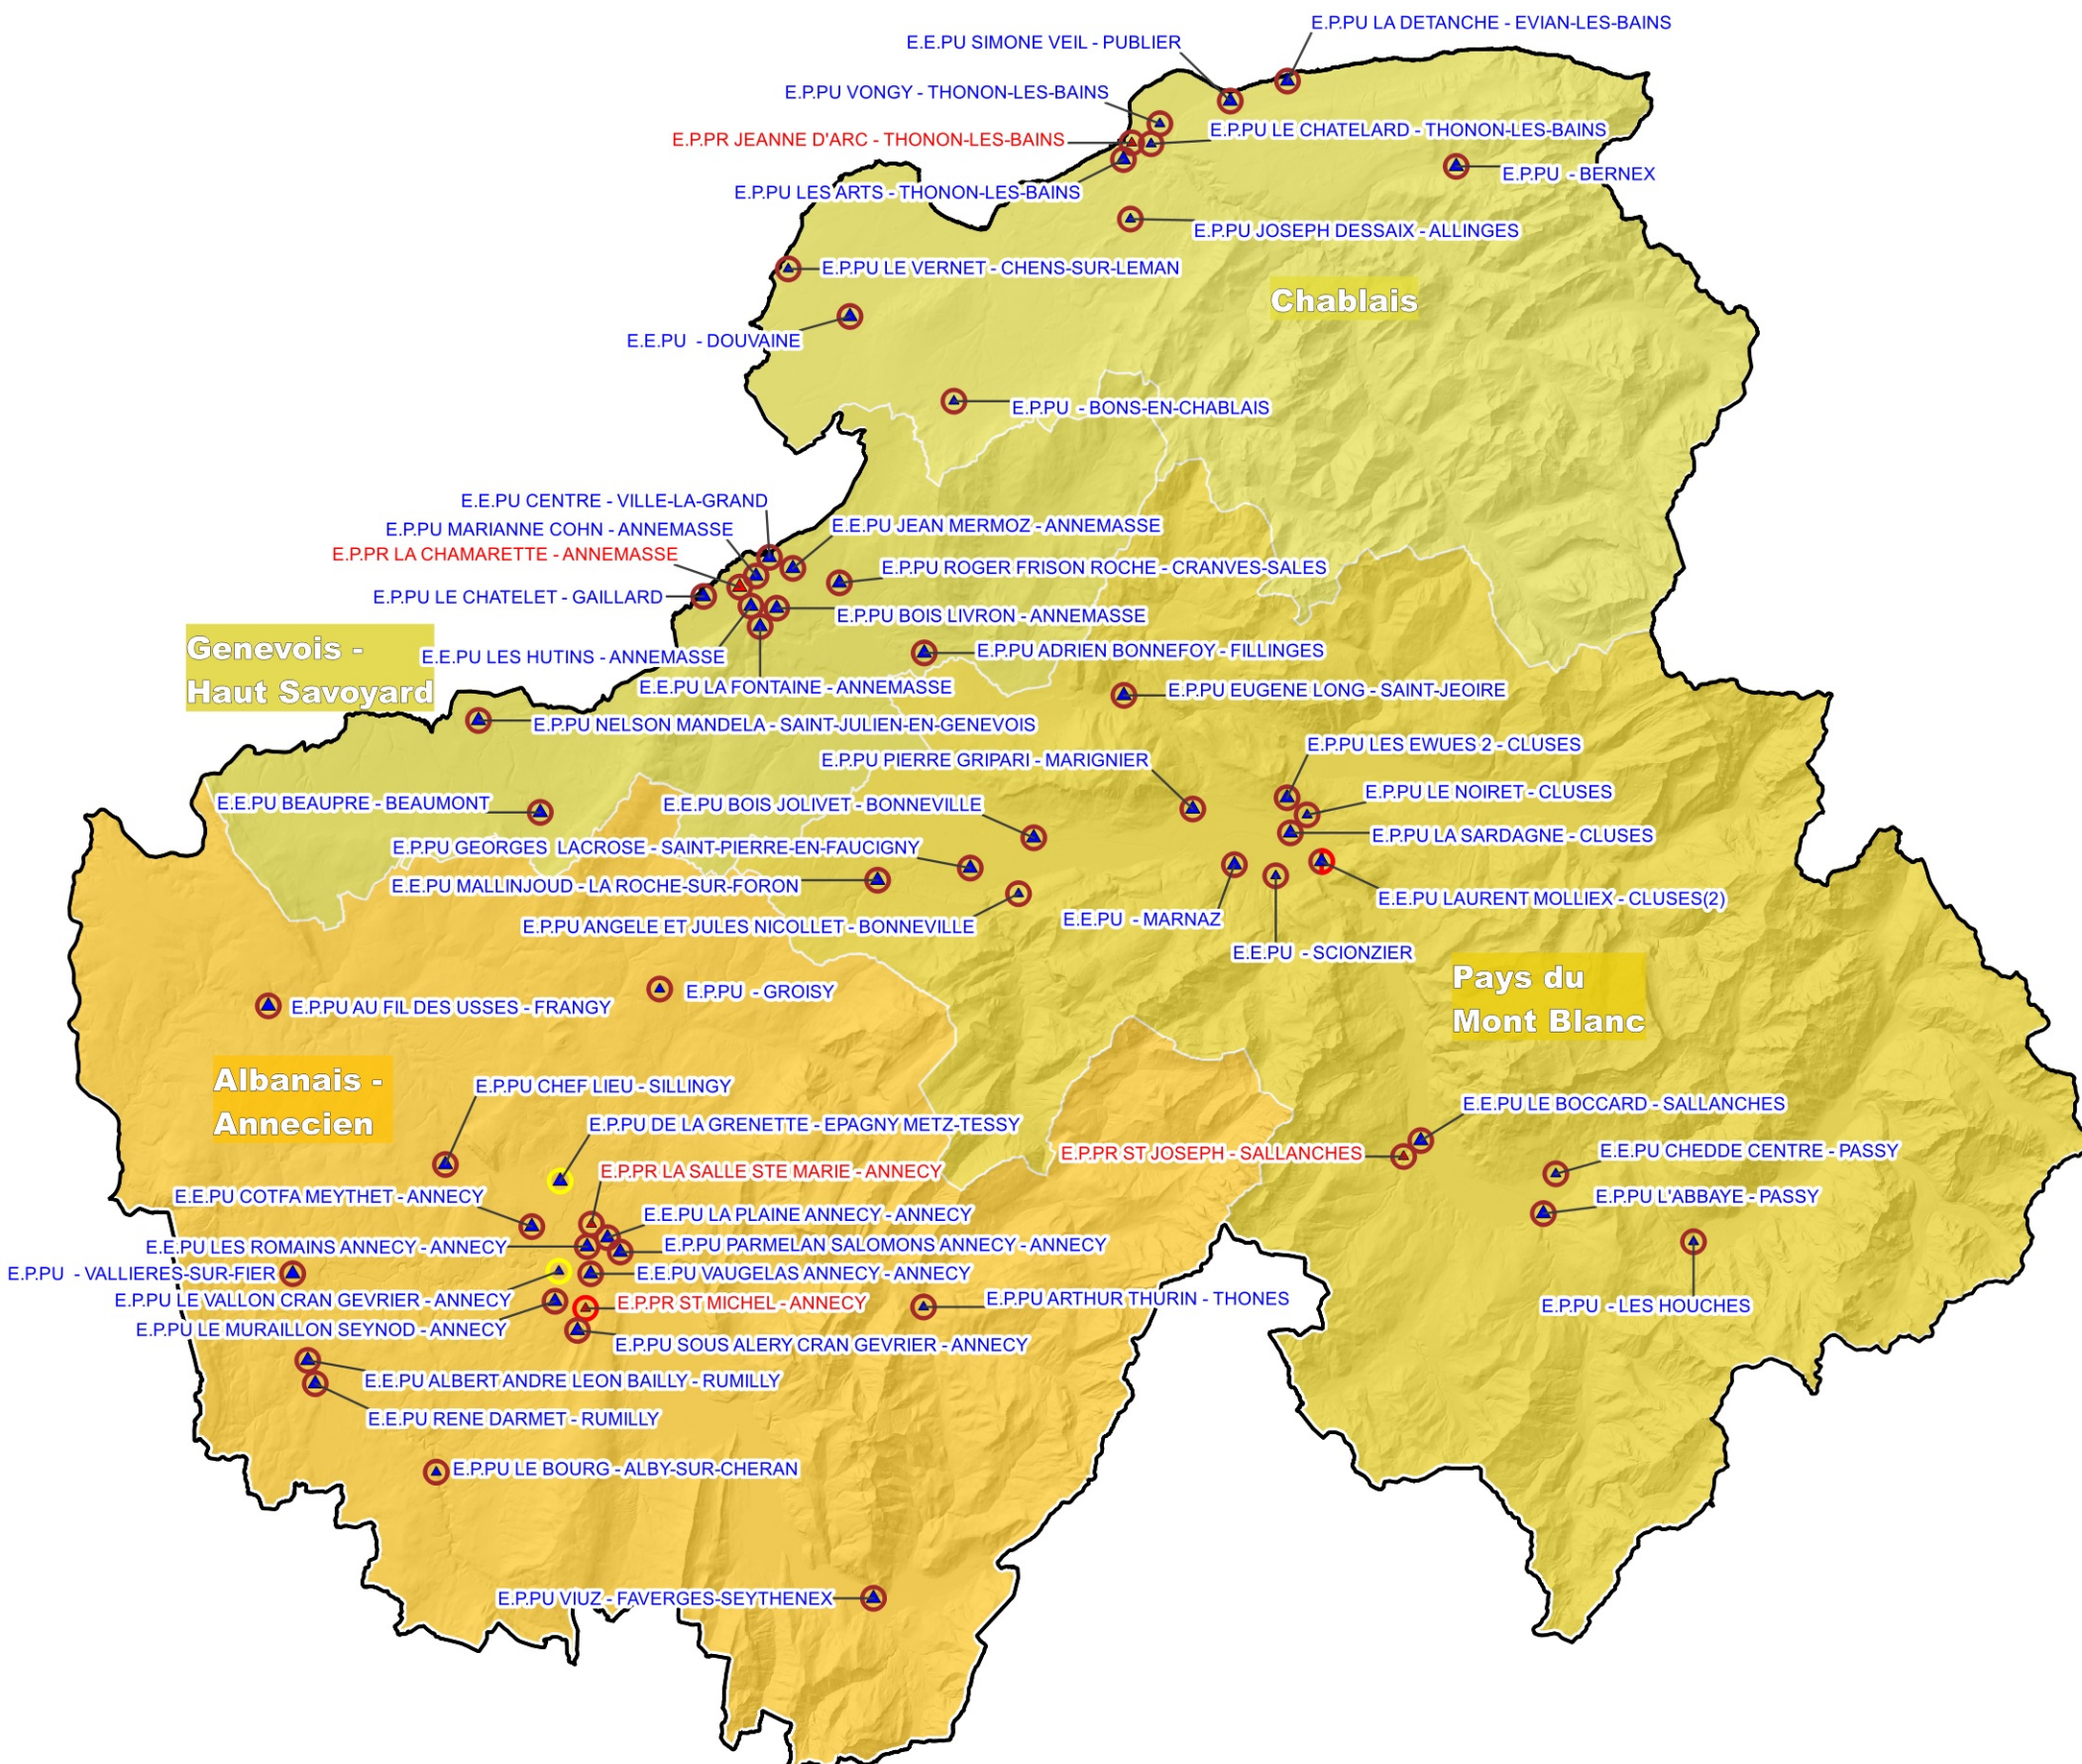 E.P.PU LA DETANCHE - EVIAN-LES-BAINS
E.E.PU SIMONE VEIL - PUBLIER
E.P.PU VONGY - THONON-LES-BAINS
E.P.PU LE CHATELARD - THONON-LES-BAINS
E.P.PR JEANNE D'ARC - THONON-LES-BAINS
E.P.PU - BERNEX
E.P.PU LES ARTS - THONON-LES-BAINS
E.P.PU JOSEPH DESSAIX - ALLINGES
E.P.PU LE VERNET - CHENS-SUR-LEMAN
Chablais
E.E.PU - DOUVAINE
E.P.PU - BONS-EN-CHABLAIS
E.E.PU CENTRE - VILLE-LA-GRAND
E.P.PU MARIANNE COHN - ANNEMASSE
E.E.PU JEAN MERMOZ - ANNEMASSE
E.P.PR LA CHAMARETTE - ANNEMASSE
E.P.PU ROGER FRISON ROCHE - CRANVES-SALES
E.P.PU LE CHATELET - GAILLARD
E.P.PU BOIS LIVRON - ANNEMASSE
Genevois -
Haut Savoyard
E.E.PU LES HUTINS - ANNEMASSE
E.P.PU ADRIEN BONNEFOY - FILLINGES
E.E.PU LA FONTAINE - ANNEMASSE
E.P.PU EUGENE LONG - SAINT-JEOIRE
E.P.PU NELSON MANDELA - SAINT-JULIEN-EN-GENEVOIS
E.P.PU LES EWUES 2 - CLUSES
E.P.PU PIERRE GRIPARI - MARIGNIER
E.P.PU LE NOIRET - CLUSES
E.E.PU BEAUPRE - BEAUMONT
E.E.PU BOIS JOLIVET - BONNEVILLE
E.P.PU LA SARDAGNE - CLUSES
E.P.PU GEORGES LACROSE - SAINT-PIERRE-EN-FAUCIGNY
E.E.PU MALLINJOUD - LA ROCHE-SUR-FORON
E.E.PU LAURENT MOLLIEX - CLUSES(2)
E.P.PU ANGELE ET JULES NICOLLET - BONNEVILLE
E.E.PU - MARNAZ
E.E.PU - SCIONZIER
Pays du
Mont Blanc
E.P.PU - GROISY
E.P.PU AU FIL DES USSES - FRANGY
Albanais -
Annecien
E.P.PU CHEF LIEU - SILLINGY
E.E.PU LE BOCCARD - SALLANCHES
E.P.PU DE LA GRENETTE - EPAGNY METZ-TESSY
E.P.PR ST JOSEPH - SALLANCHES
E.E.PU CHEDDE CENTRE - PASSY
E.P.PR LA SALLE STE MARIE - ANNECY
E.E.PU COTFA MEYTHET - ANNECY
E.P.PU L'ABBAYE - PASSY
E.E.PU LA PLAINE ANNECY - ANNECY
E.E.PU LES ROMAINS ANNECY - ANNECY
E.P.PU PARMELAN SALOMONS ANNECY - ANNECY
E.P.PU - VALLIERES-SUR-FIER
E.E.PU VAUGELAS ANNECY - ANNECY
E.P.PU LE VALLON CRAN GEVRIER - ANNECY
E.P.PR ST MICHEL - ANNECY
E.P.PU ARTHUR THURIN - THONES
E.P.PU - LES HOUCHES
E.P.PU LE MURAILLON SEYNOD - ANNECY
E.P.PU SOUS ALERY CRAN GEVRIER - ANNECY
E.E.PU ALBERT ANDRE LEON BAILLY - RUMILLY
E.E.PU RENE DARMET - RUMILLY
E.P.PU LE BOURG - ALBY-SUR-CHERAN
E.P.PU VIUZ - FAVERGES-SEYTHENEX